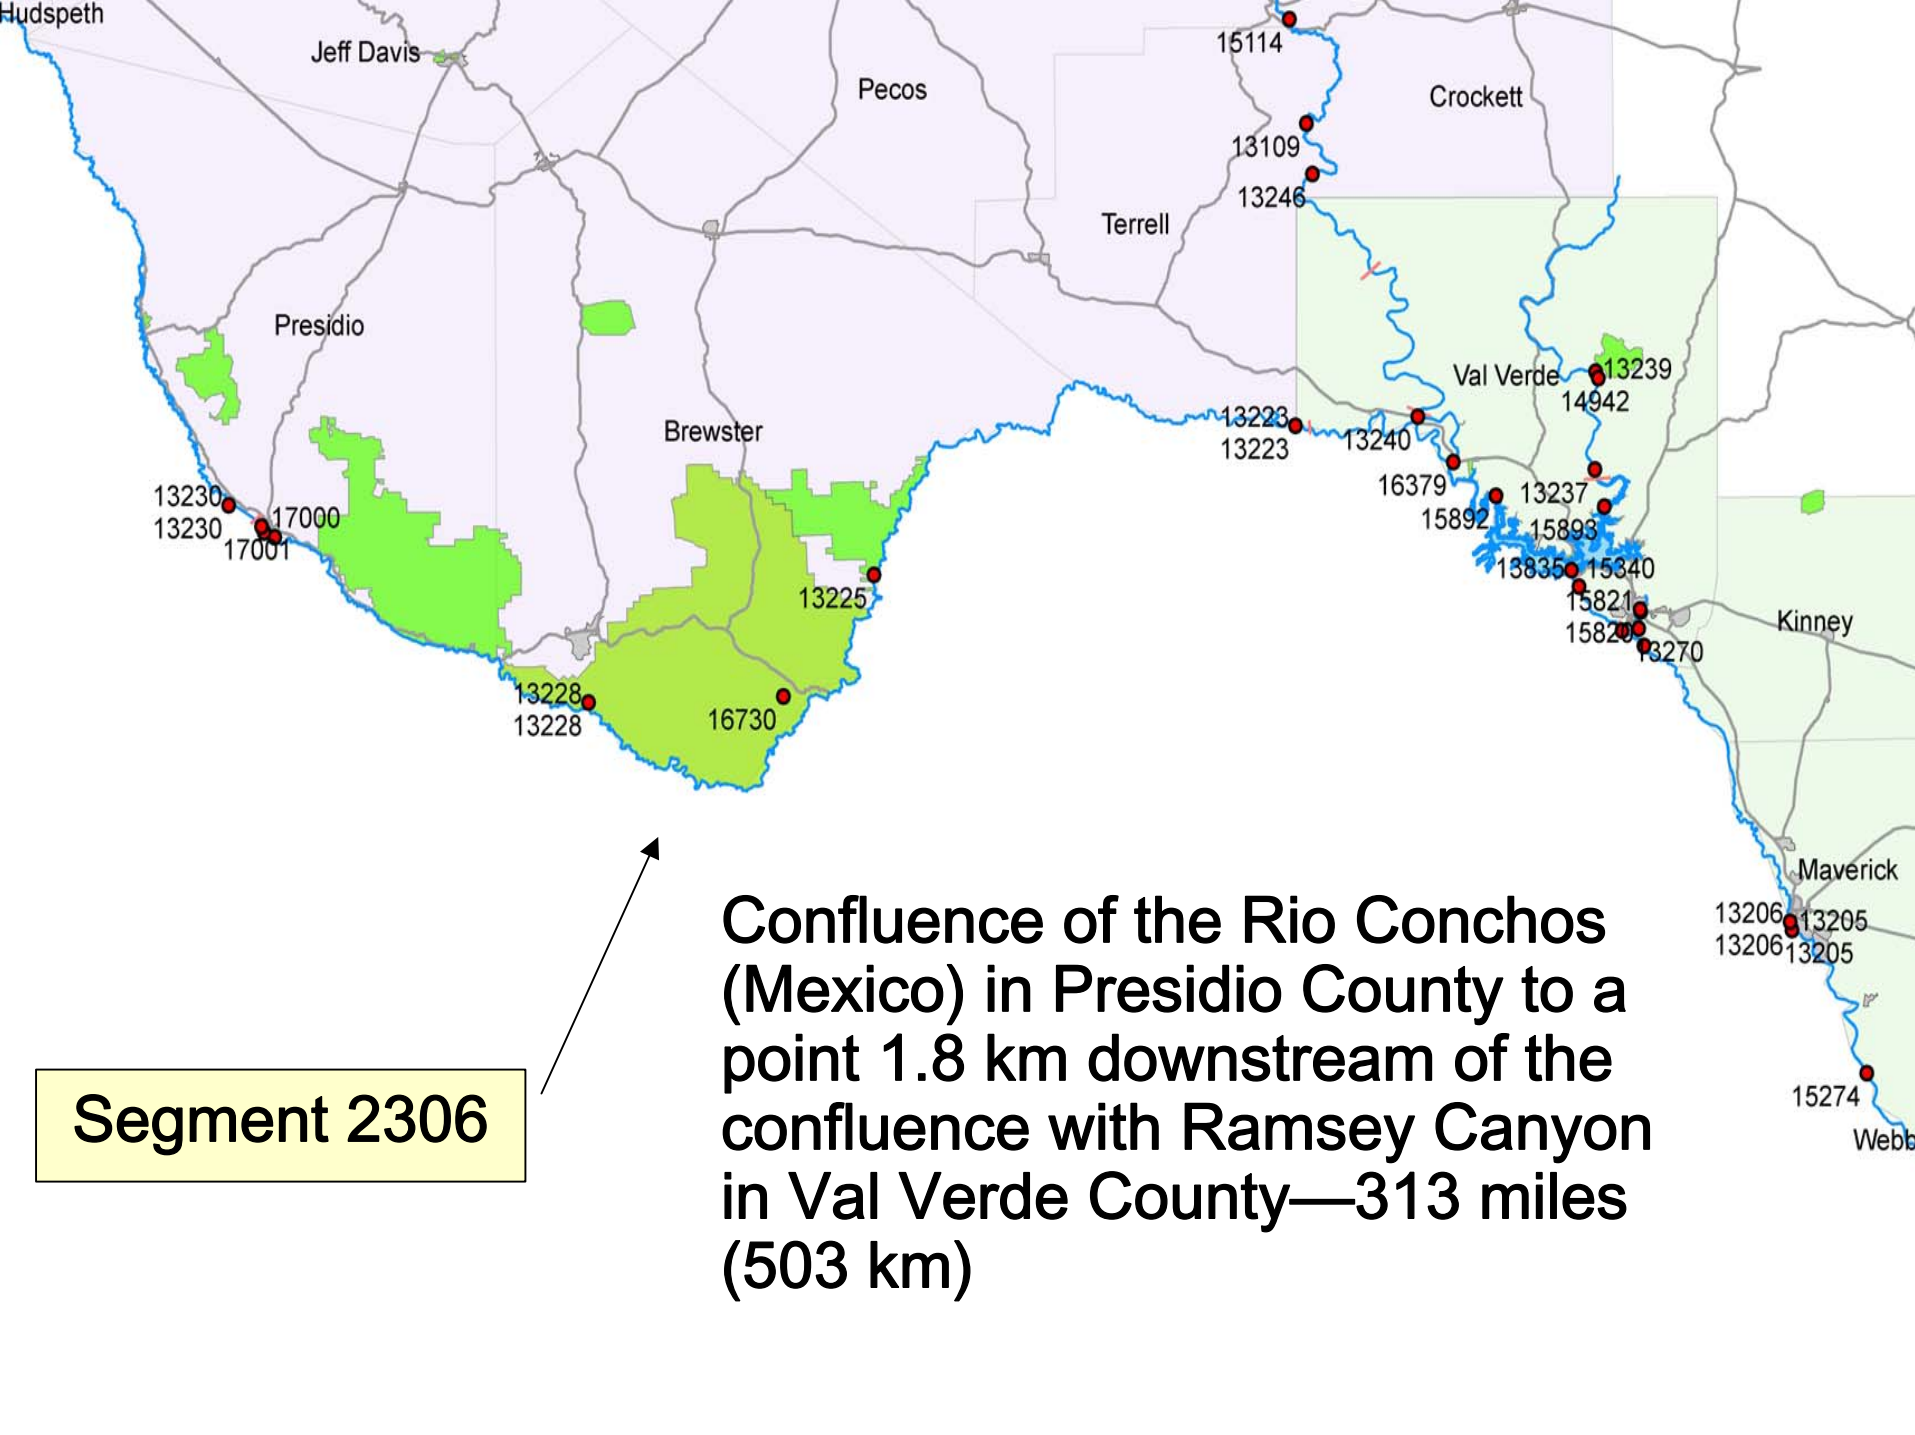 Hudspeth
Jeff Davis
15114
Pecos
Crockett
13109
13246
Terrell
Presidio
Val Verde
13239
14942
Brewster
13223
13223
13240
16379
13237
15892
15893
13230
13230
17000
17001
13835
15340
13225
15821
15820
13270
Kinney
13228
13228
16730
Maverick
13206
13205
13206
13205
15274
Webb
Confluence of the Rio Conchos
(Mexico) in Presidio County to a
point 1.8 km downstream of the
confluence with Ramsey Canyon
in Val Verde County—313 miles
(503 km)
Segment 2306